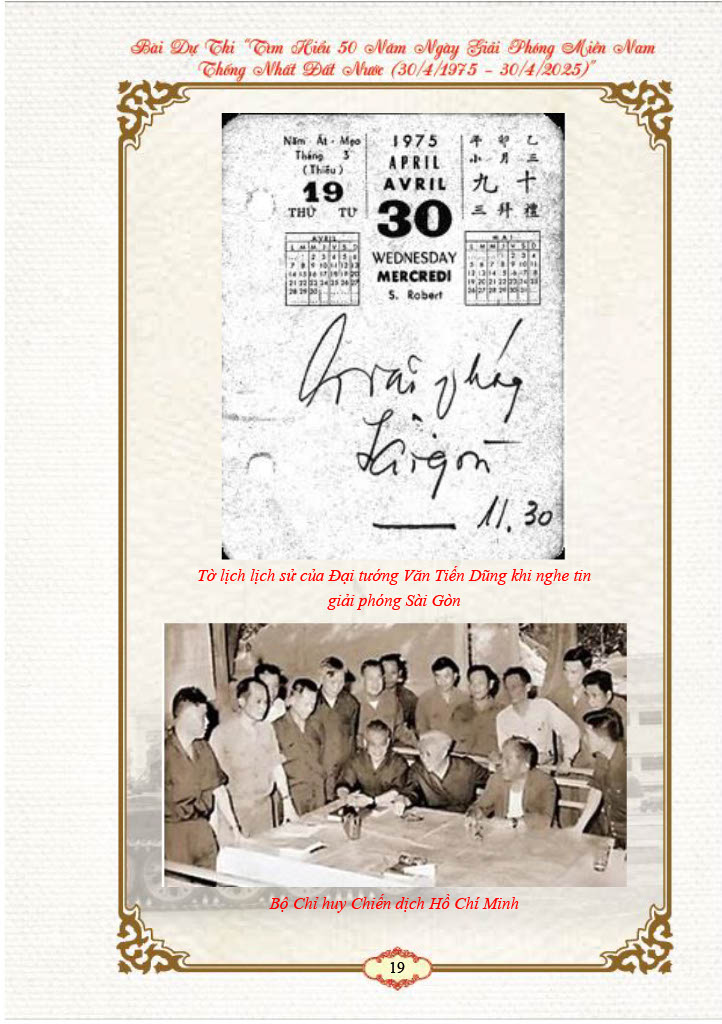 Bài Dự Thi “Tìm Hiểu 50 Năm Ngày Giải Phóng Miền Nam
Thống Nhất Đất Nước (30/4/1975 – 30/4/2025)”
Năm Ất - Mẹo
Tháng 3
(Thiếu)
19
THỨ TƯ
1975
APRIL
AVRIL
30
WEDNESDAY
MERCREDI
S. Robert
年 卯 乙
小 月 三
九 十
三 拜 禮
AVRIL
L M M J V S D
MAI
L M M J V S D
Giải phóng
Sài gòn
11.30
Tờ lịch lịch sử của Đại tướng Văn Tiến Dũng khi nghe tin
giải phóng Sài Gòn
Bộ Chỉ huy Chiến dịch Hồ Chí Minh
19